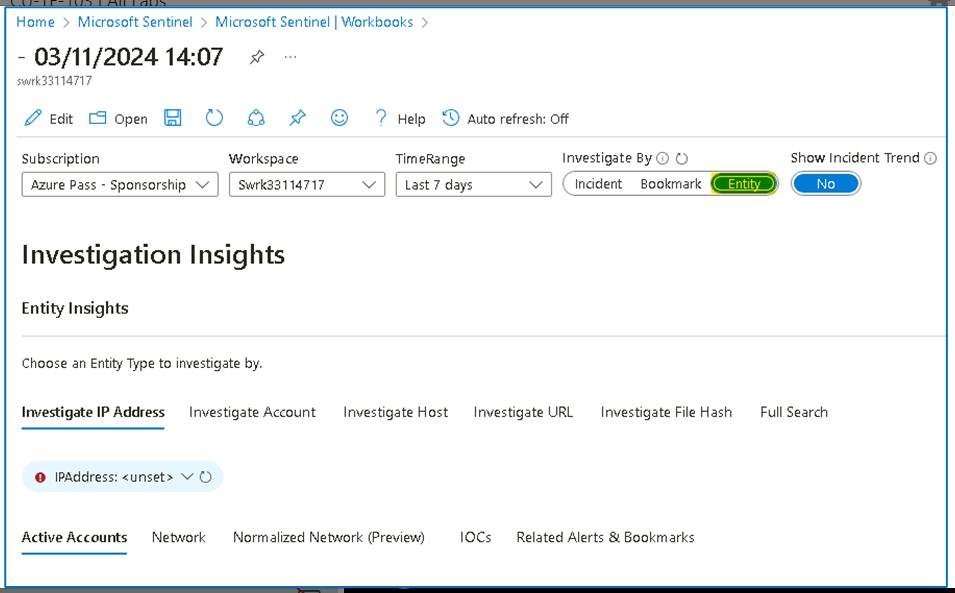 Home > Microsoft Sentinel > Microsoft Sentinel | Workbooks >
- 03/11/2024 14:07 ...
swrk33114717
Edit Open ? Help Auto refresh: Off
Subscription Workspace TimeRange Investigate By Show Incident Trend
Azure Pass - Sponsorship Swrk33114717 Last 7 days Incident Bookmark Entity No
Investigation Insights
Entity Insights
Choose an Entity Type to investigate by.
Investigate IP Address Investigate Account Investigate Host Investigate URL Investigate File Hash Full Search
IPAddress: <unset>
Active Accounts Network Normalized Network (Preview) IOCs Related Alerts & Bookmarks